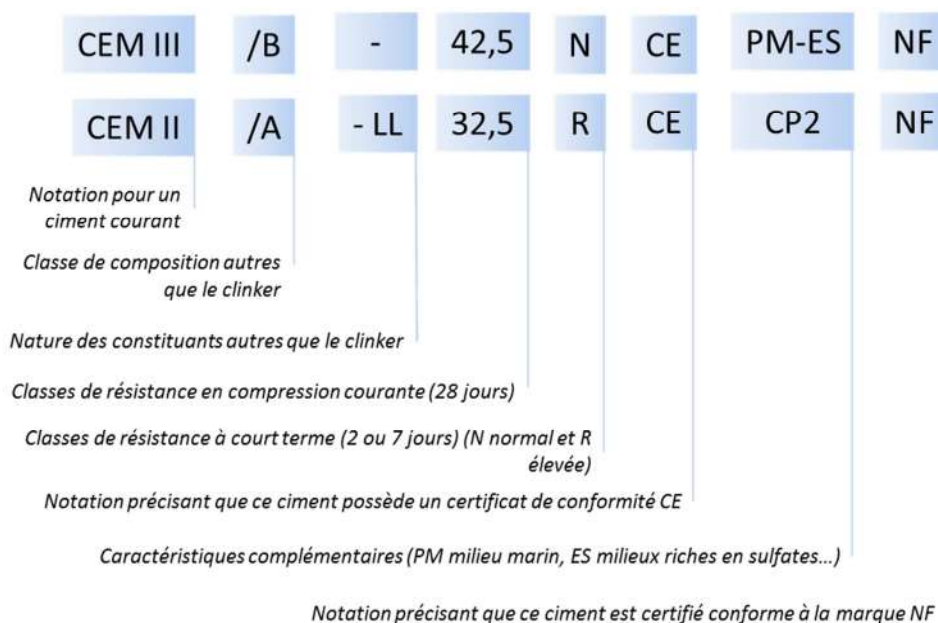 CEM III /B - 42,5 N CE PM-ES NF
CEM II /A - LL 32,5 R CE CP2 NF
Notation pour un
ciment courant
Classe de composition autres
que le clinker
Nature des constituants autres que le clinker
Classes de résistance en compression courante (28 jours)
Classes de résistance à court terme (2 ou 7 jours) (N normal et R
élevée)
Notation précisant que ce ciment possède un certificat de conformité CE
Caractéristiques complémentaires (PM milieu marin, ES milieux riches en sulfates...)
Notation précisant que ce ciment est certifié conforme à la marque NF